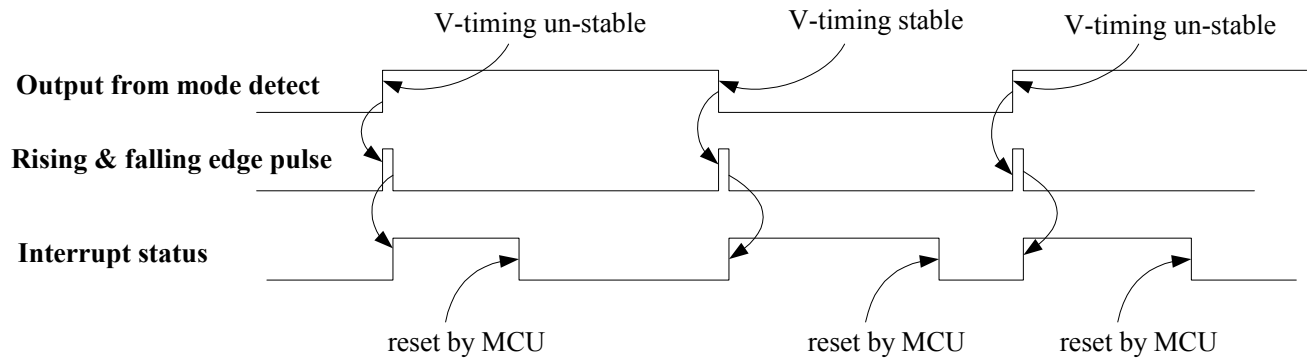 V-timing un-stable
V-timing stable
V-timing un-stable
Output from mode detect
Rising & falling edge pulse
Interrupt status
reset by MCU
reset by MCU
reset by MCU